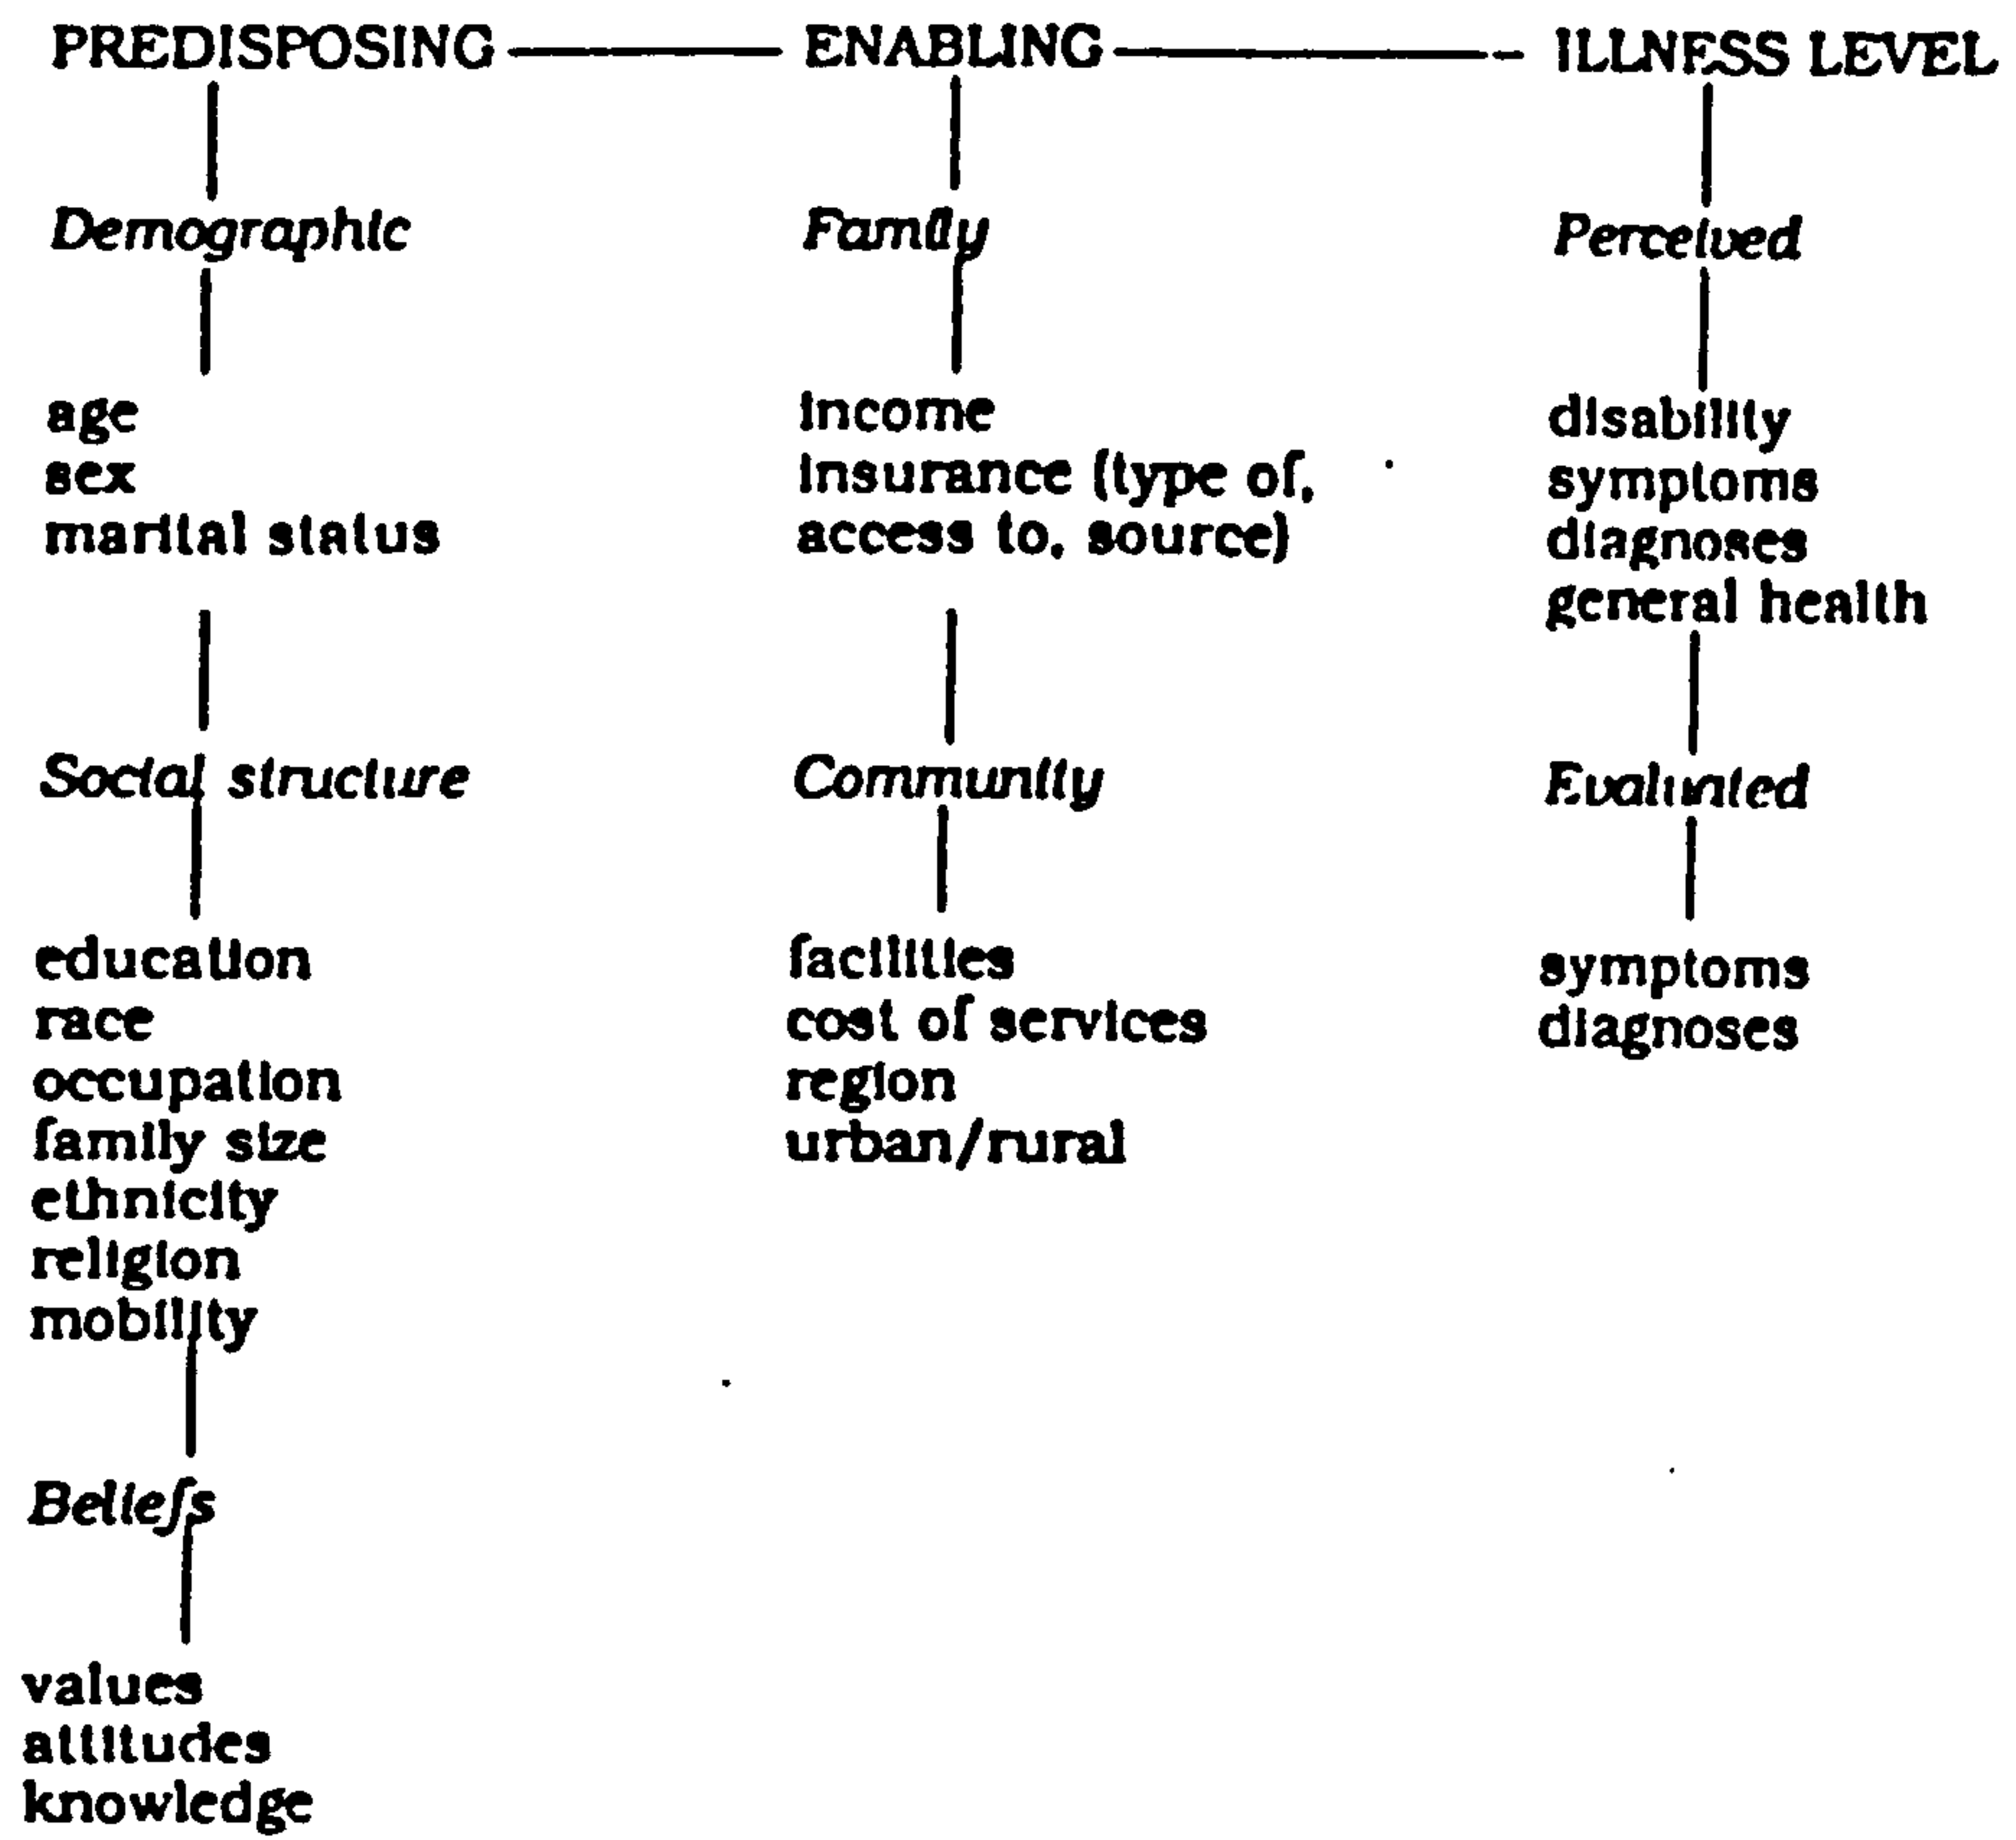 PREDISPOSING ENABLING ILLNESS LEVEL
Demographic
age
sex
marital status
Social structure
education
race
occupation
family size
ethnicity
religion
mobility
Beliefs
values
attitudes
knowledge
Family
income
insurance (type of,
access to, source)
Community
facilities
cost of services
region
urban/rural
Perceived
disability
symptoms
diagnoses
general health
Evaluated
symptoms
diagnoses